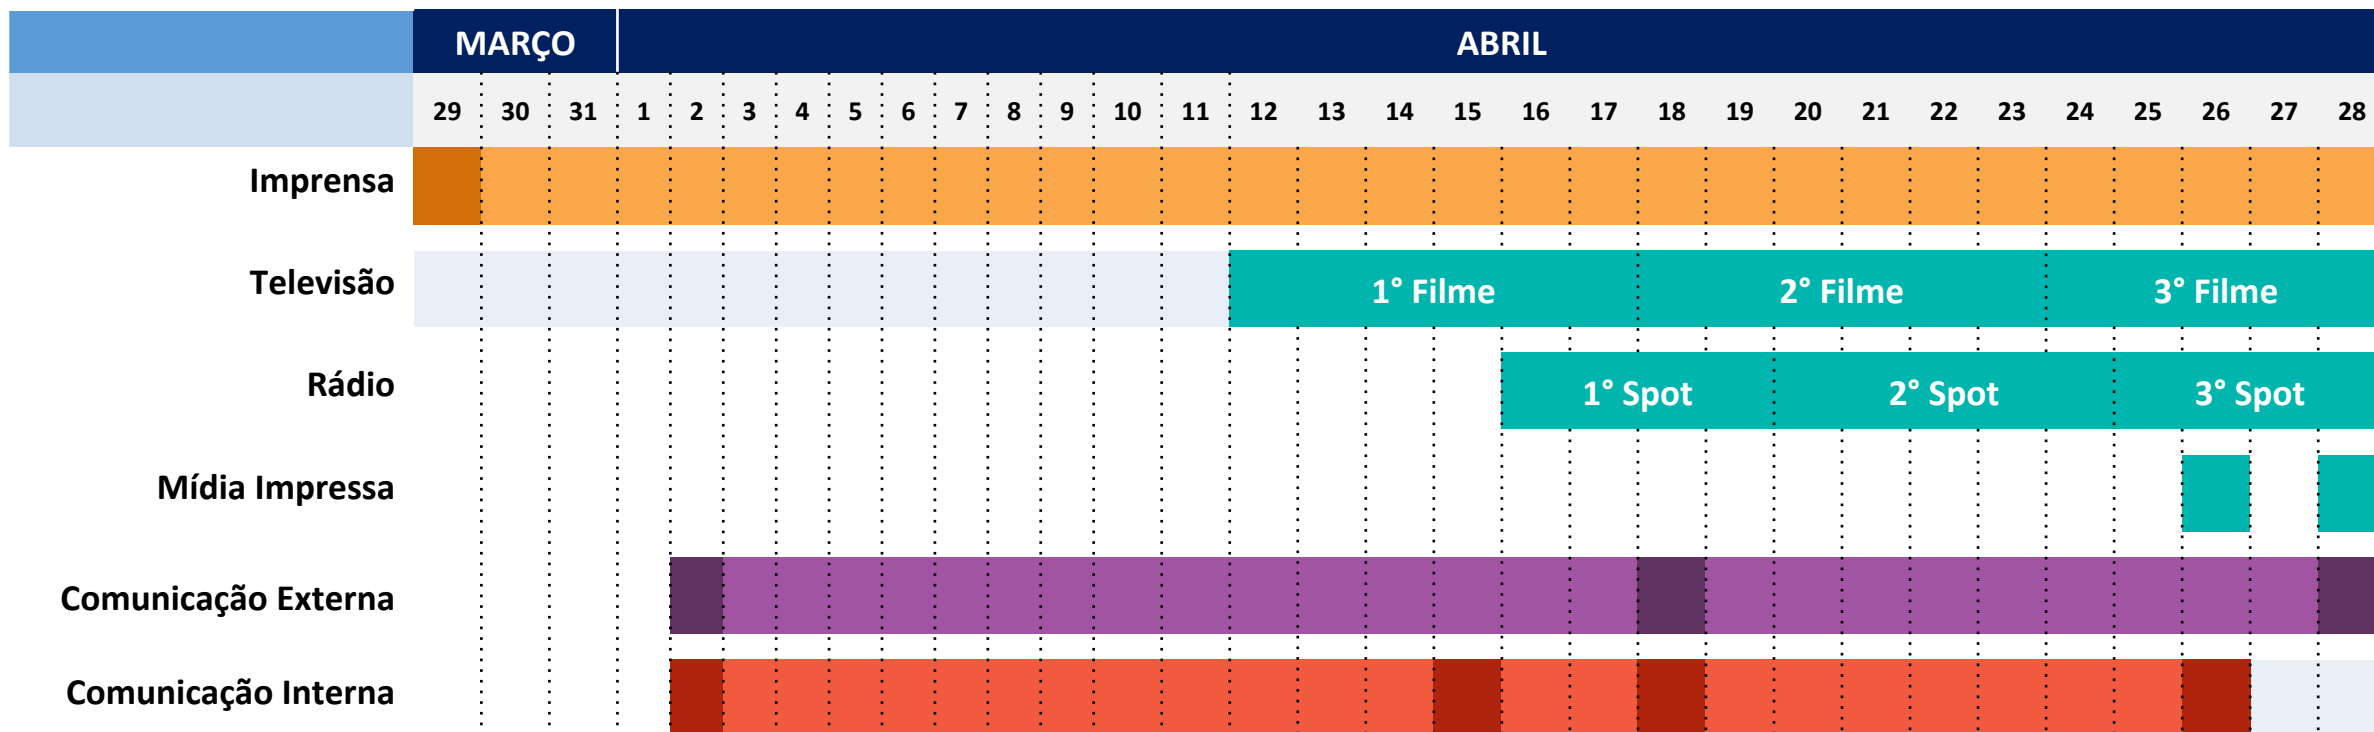 MARÇO ABRIL
29 30 31 1 2 3 4 5 6 7 8 9 10 11 12 13 14 15 16 17 18 19 20 21 22 23 24 25 26 27 28
Imprensa
Televisão 1° Filme 2° Filme 3° Filme
Rádio 1° Spot 2° Spot 3° Spot
Mídia Impressa
Comunicação Externa
Comunicação Interna